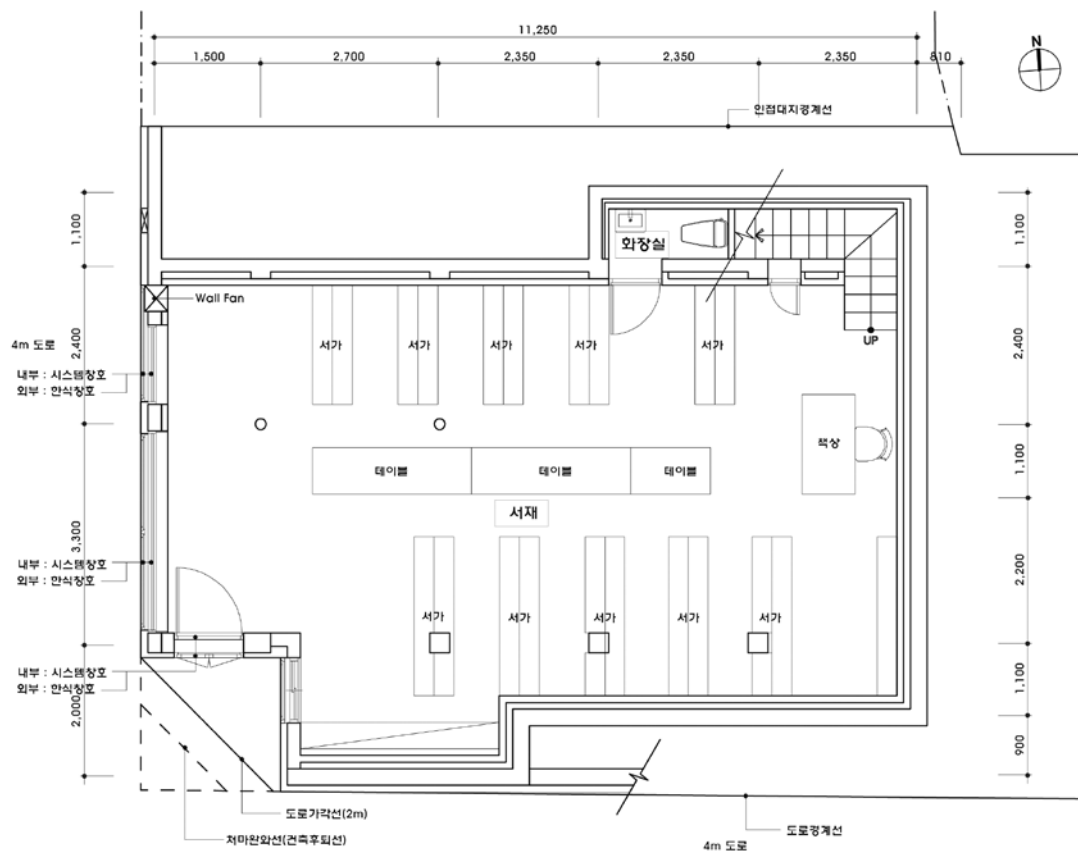 11,250
1,500
2,700
2,350
2,350
2,350
810
N
인접대지경계선
1,100
1,100
화장실
Wall Fan
UP
4m 도로
2,400
2,400
내부 : 시스템창호
외부 : 한식창호
서가
서가
서가
서가
서가
책상
테이블
테이블
테이블
1,100
서재
3,300
2,200
내부 : 시스템창호
외부 : 한식창호
서가
서가
서가
서가
서가
내부 : 시스템창호
외부 : 한식창호
2,000
1,100
900
도로가각선(2m)
처마완화선(건축후퇴선)
도로경계선
4m 도로